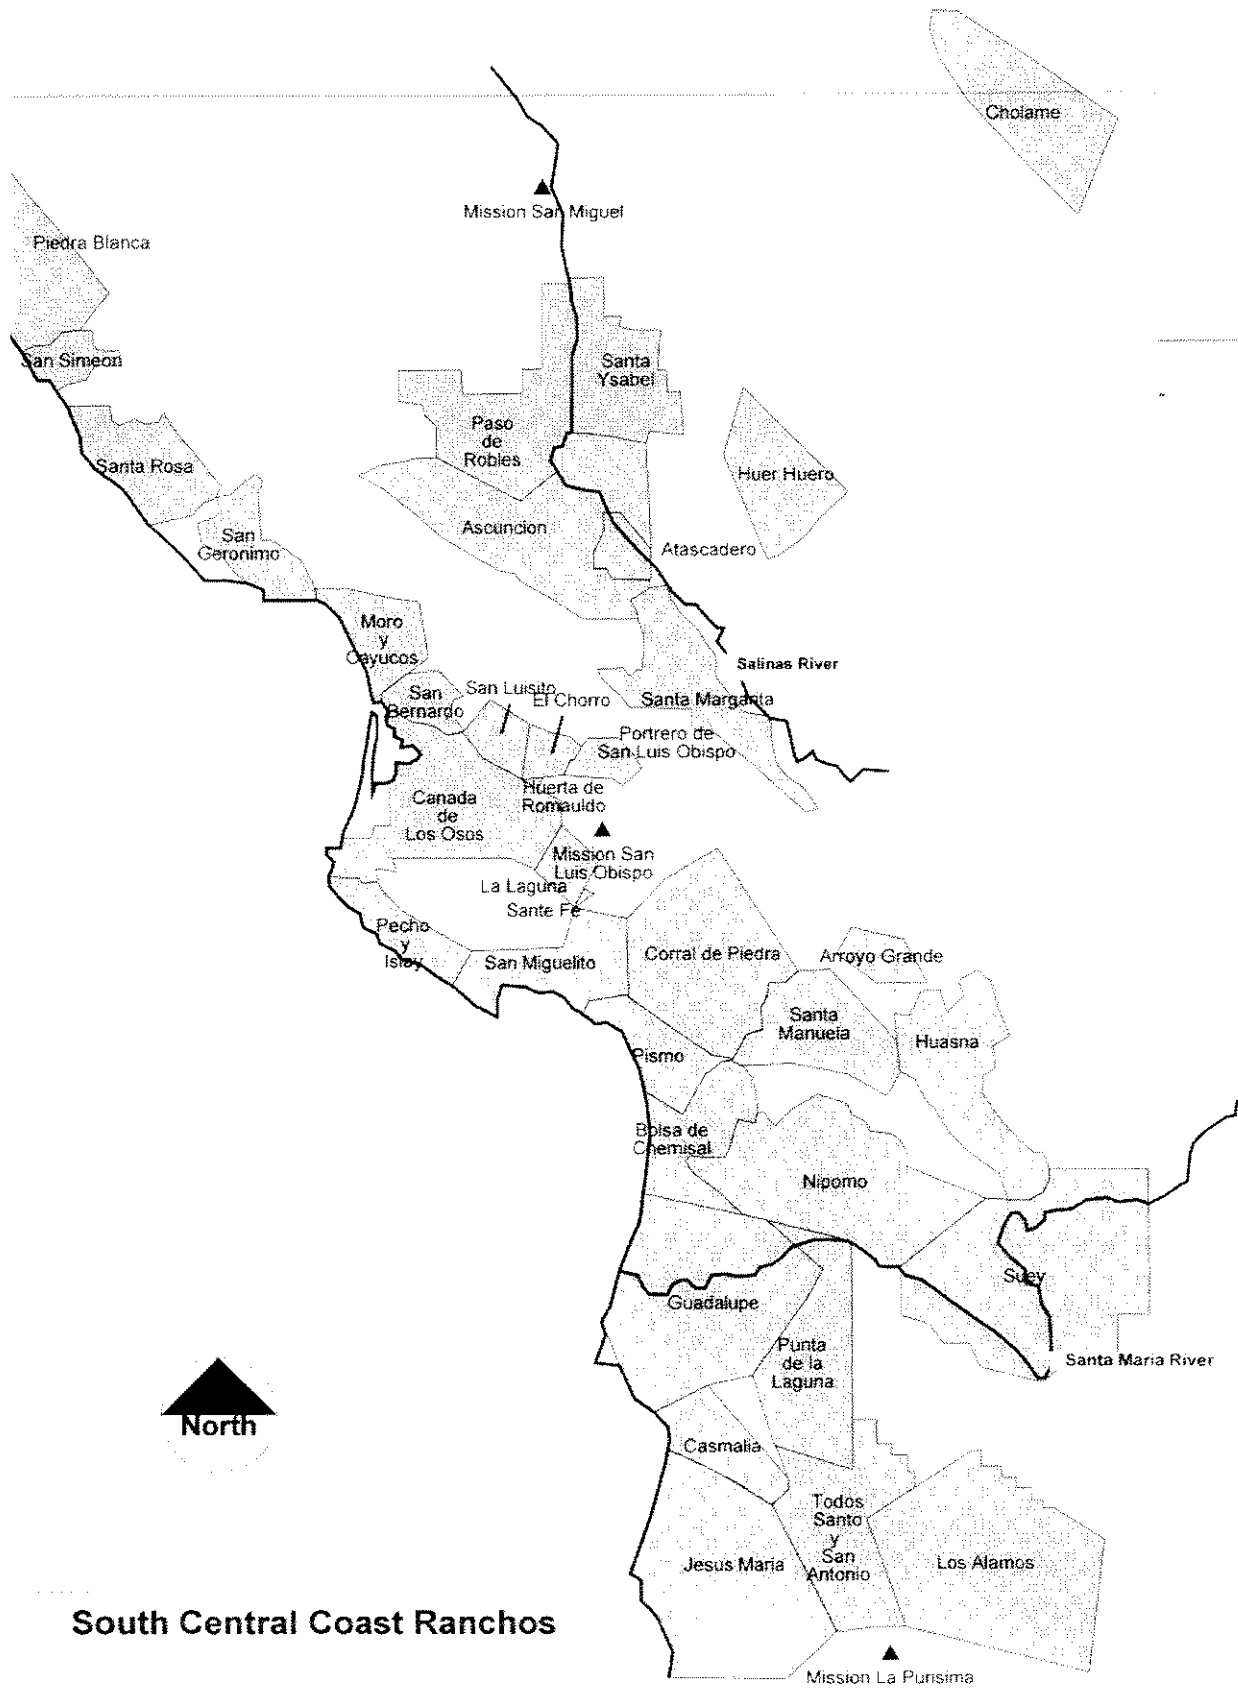 Cholame
Mission San Miguel
Piedra Blanca
San Simeon
Santa
Ysabel
Paso
de
Robles
Santa Rosa
Huer Huero
San
Geronimo
Ascuncion
Atascadero
Moro
y
Cayucos
Salinas River
San
Bernardo
San Luisito
El Chorro
Santa Margarita
Portrero de
San Luis Obispo
Canada
de
Los Osos
Huerta de
Romauldo
Mission San
Luis Obispo
La Laguna
Sante Fe
Pecho
y
Islay
San Miguelito
Corral de Piedra
Arroyo Grande
Santa
Manuela
Huasna
Pismo
Bolsa de
Chemisal
Nipomo
Suey
Guadalupe
Punta
de la
Laguna
Santa Maria River
North
Casmalia
Todos
Santo
y
San
Antonio
Jesus Maria
Los Alamos
South Central Coast Ranchos
Mission La Purisima